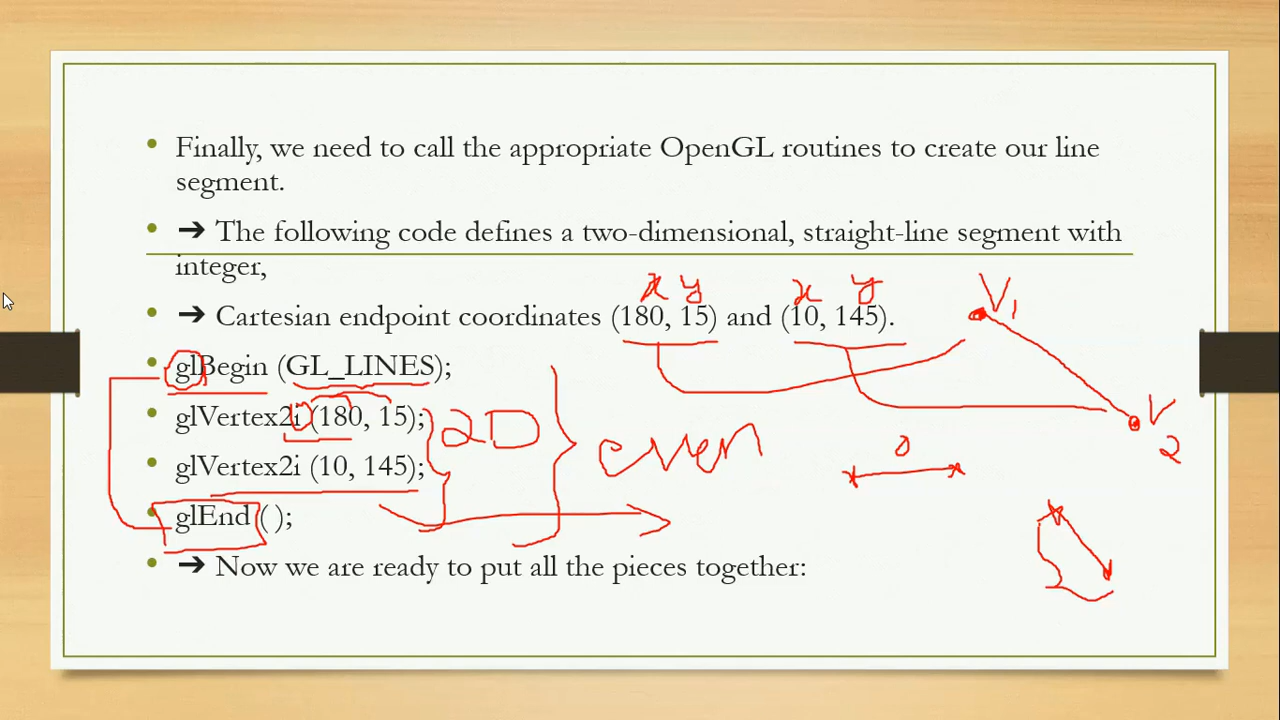 Finally, we need to call the appropriate OpenGL routines to create our line
segment.
➔ The following code defines a two-dimensional, straight-line segment with
integer,
x y x y V1
➔ Cartesian endpoint coordinates (180, 15) and (10, 145).
glBegin (GL_LINES);
glVertex2i (180, 15);
2D even V2
glVertex2i (10, 145);
glEnd ( );
➔ Now we are ready to put all the pieces together: